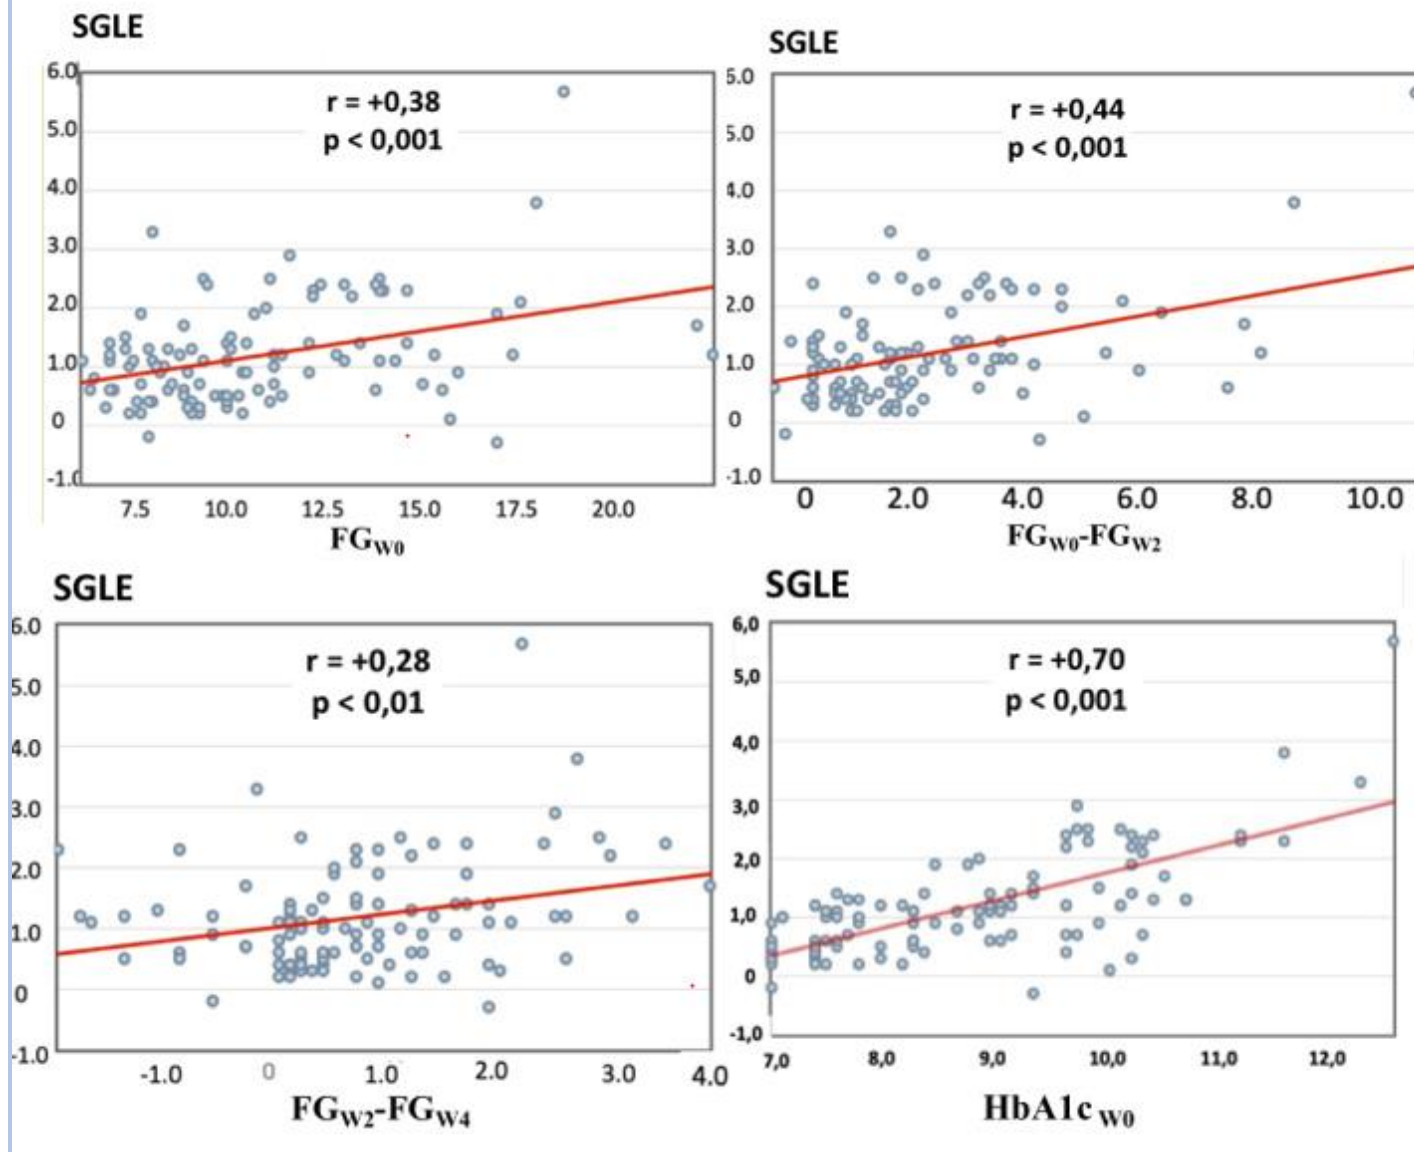 SGLE
r = +0,38
p < 0,001
6.0
5.0
4.0
3.0
2.0
1.0
0
-1.0
7.5 10.0 12.5 15.0 17.5 20.0
FGW0
SGLE
r = +0,44
p < 0,001
5.0
5.0
4.0
3.0
2.0
1.0
0
-1.0
0 2.0 4.0 6.0 8.0 10.0
FGW0-FGW2
SGLE
r = +0,28
p < 0,01
6.0
5.0
4.0
3.0
2.0
1.0
0
-1.0
-1.0 0 1.0 2.0 3.0 4.0
FGW2-FGW4
SGLE
r = +0,70
p < 0,001
6,0
5,0
4,0
3,0
2,0
1,0
0
-1,0
7,0 8,0 9,0 10,0 11,0 12,0
HbA1c W0